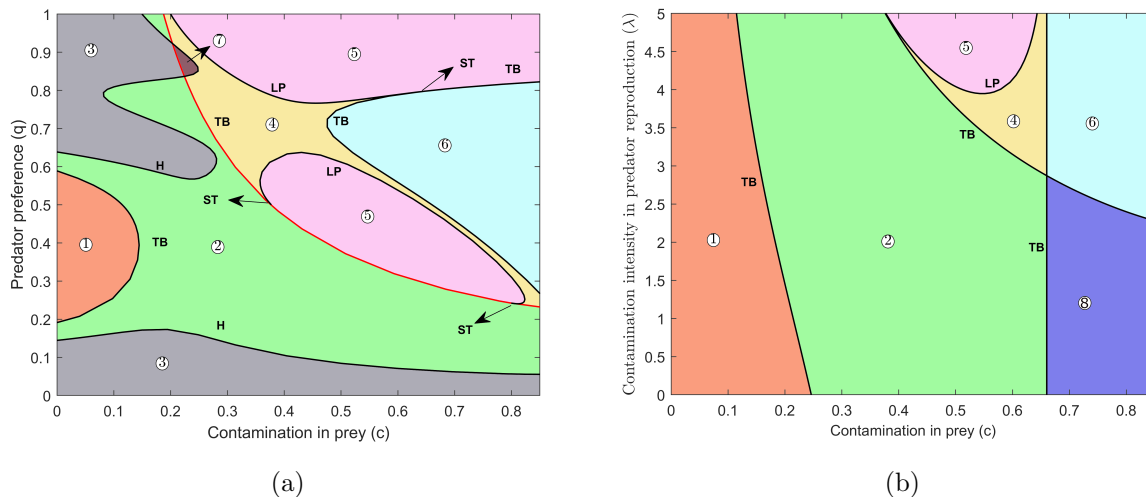 1
0.9
0.8
0.7
0.6
0.5
0.4
0.3
0.2
0.1
0
Predator preference (q)
3
7
5
ST
TB
LP
TB
4
TB
6
H
LP
ST
5
1
TB
2
H
ST
3
0 0.1 0.2 0.3 0.4 0.5 0.6 0.7 0.8
Contamination in prey (c)
(a)
5
4.5
4
3.5
3
2.5
2
1.5
1
0.5
0
Contamination intensity in predator reproduction (λ)
5
LP
4
6
TB
TB
1
2
TB
8
0 0.1 0.2 0.3 0.4 0.5 0.6 0.7 0.8
Contamination in prey (c)
(b)